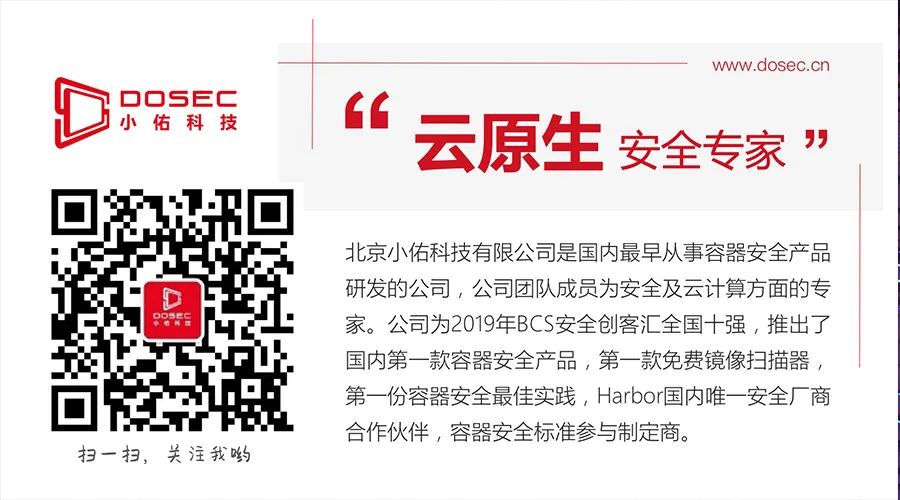 DOSEC
小佑科技
www.dosec.cn
“云原生 安全专家”
DOSEC
小佑科技
扫一扫，关注我哟
北京小佑科技有限公司是国内最早从事容器安全产品
研发的公司，公司团队成员为安全及云计算方面的专
家。公司为2019年BCS安全创客汇全国十强，推出了
国内第一款容器安全产品，第一款免费镜像扫描器，
第一份容器安全最佳实践，Harbor国内唯一安全厂商
合作伙伴，容器安全标准参与制定商。